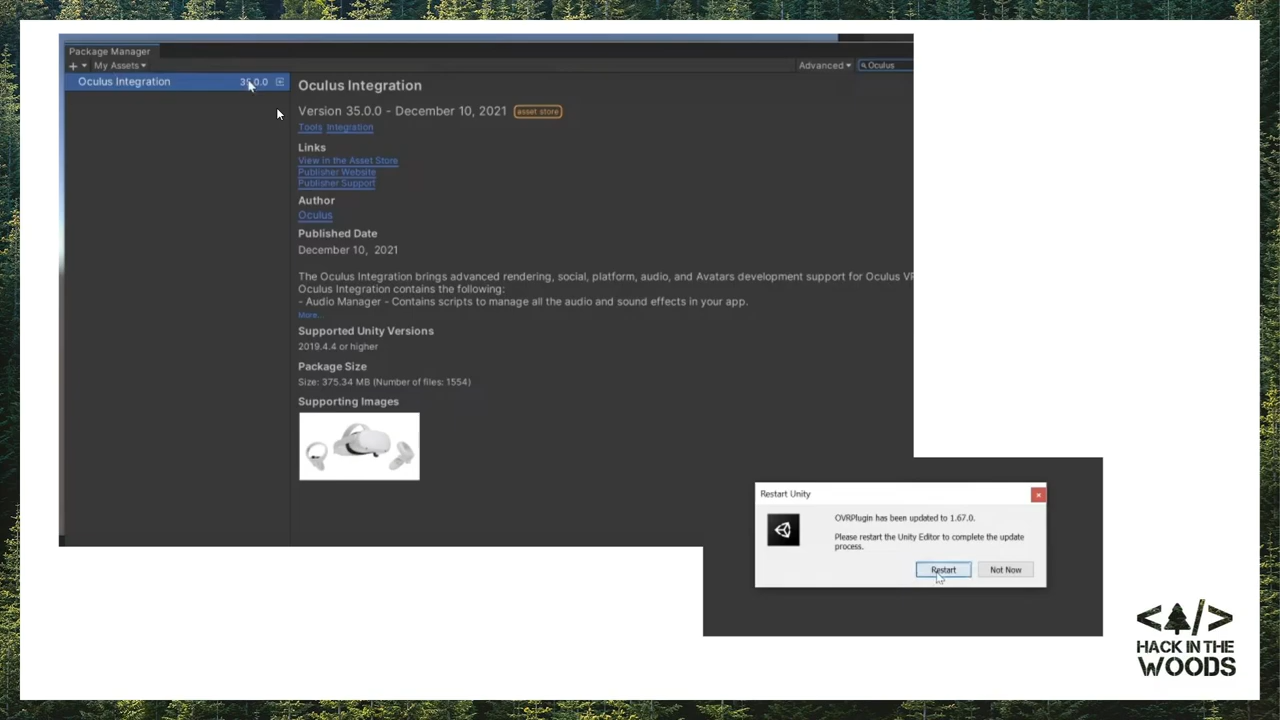 Package Manager
+ ▾ My Assets ▾
Advanced ▾ Oculus
Oculus Integration 35.0.0
Oculus Integration
Version 35.0.0 - December 10, 2021 asset store
Tools Integration
Links
View in the Asset Store
Publisher Website
Publisher Support
Author
Oculus
Published Date
December 10, 2021
The Oculus Integration brings advanced rendering, social, platform, audio, and Avatars development support for Oculus VR
Oculus Integration contains the following:
- Audio Manager - Contains scripts to manage all the audio and sound effects in your app.
More...
Supported Unity Versions
2019.4.4 or higher
Package Size
Size: 375.34 MB (Number of files: 1554)
Supporting Images
Restart Unity
OVRPlugin has been updated to 1.67.0.
Please restart the Unity Editor to complete the update
process.
Restart Not Now
HACK IN THE
WOODS